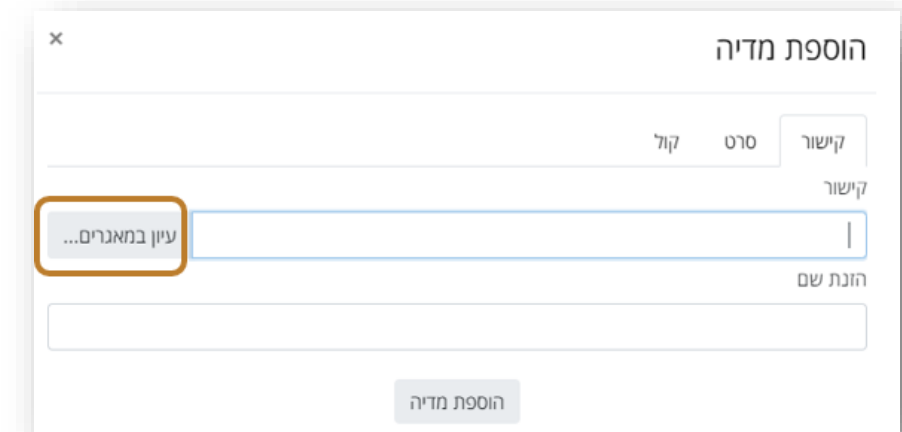 ×
הוספת מדיה
קישור סרט קול
קישור
עיון במאגרים...
הזנת שם
הוספת מדיה